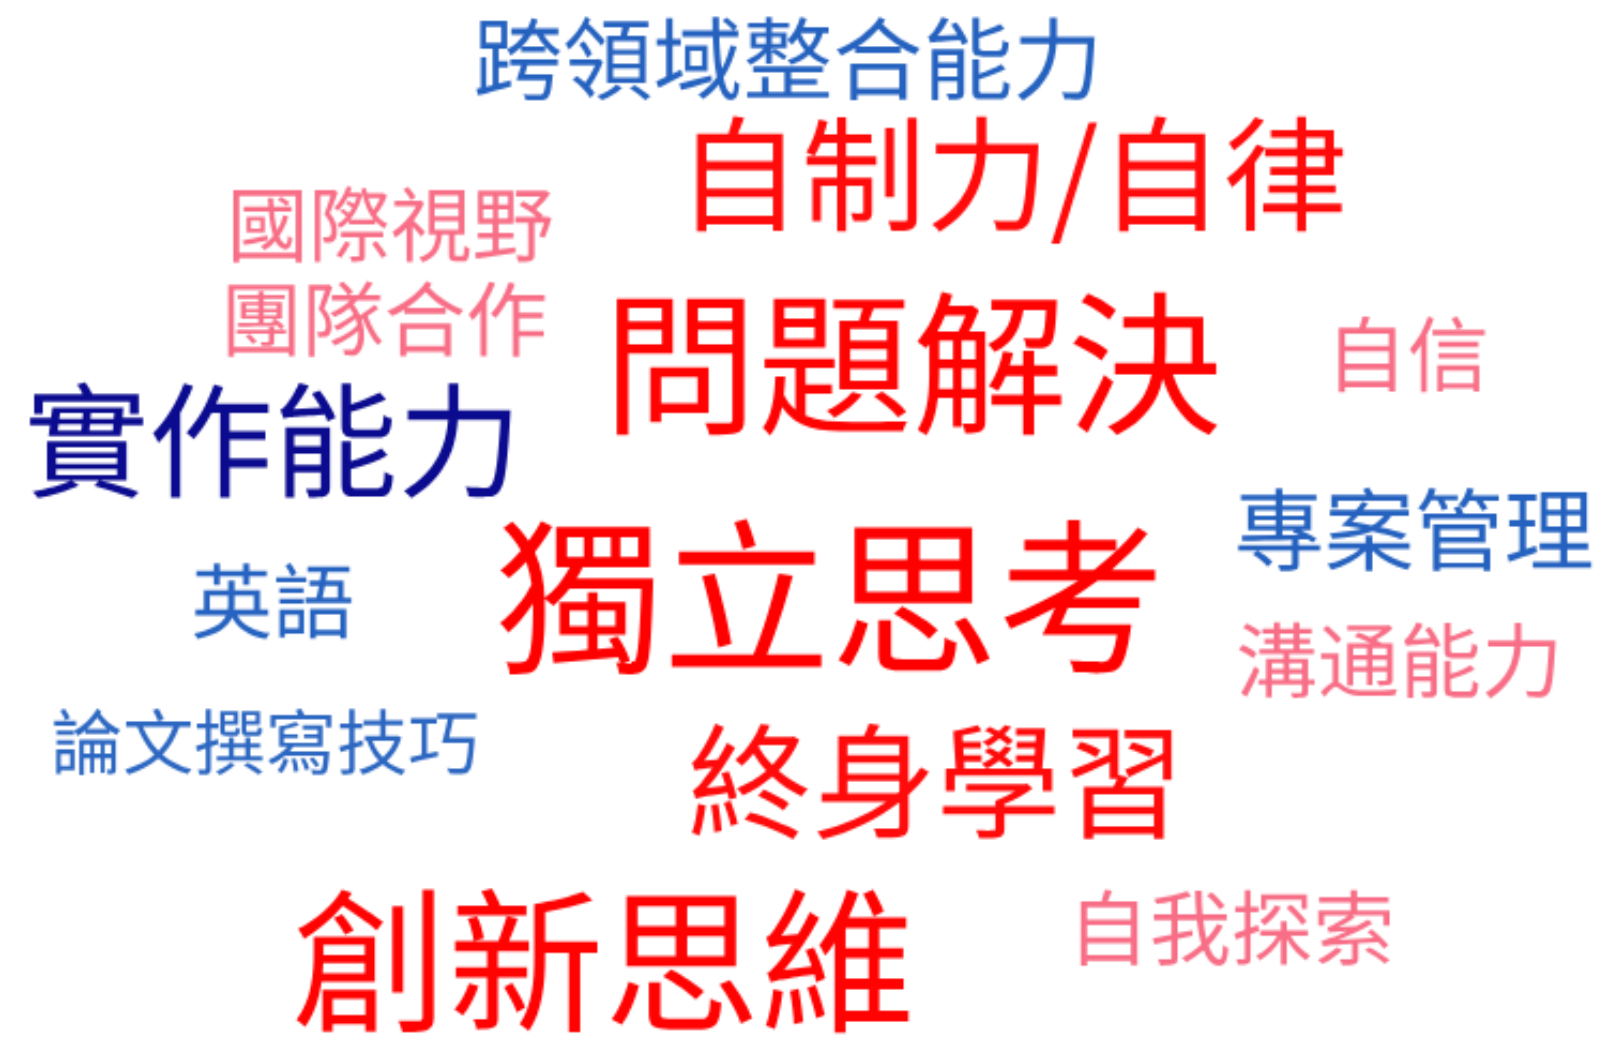 跨領域整合能力
自制力/自律
國際視野
團隊合作
問題解決
自信
實作能力
專案管理
獨立思考
英語
溝通能力
論文撰寫技巧
終身學習
創新思維
自我探索